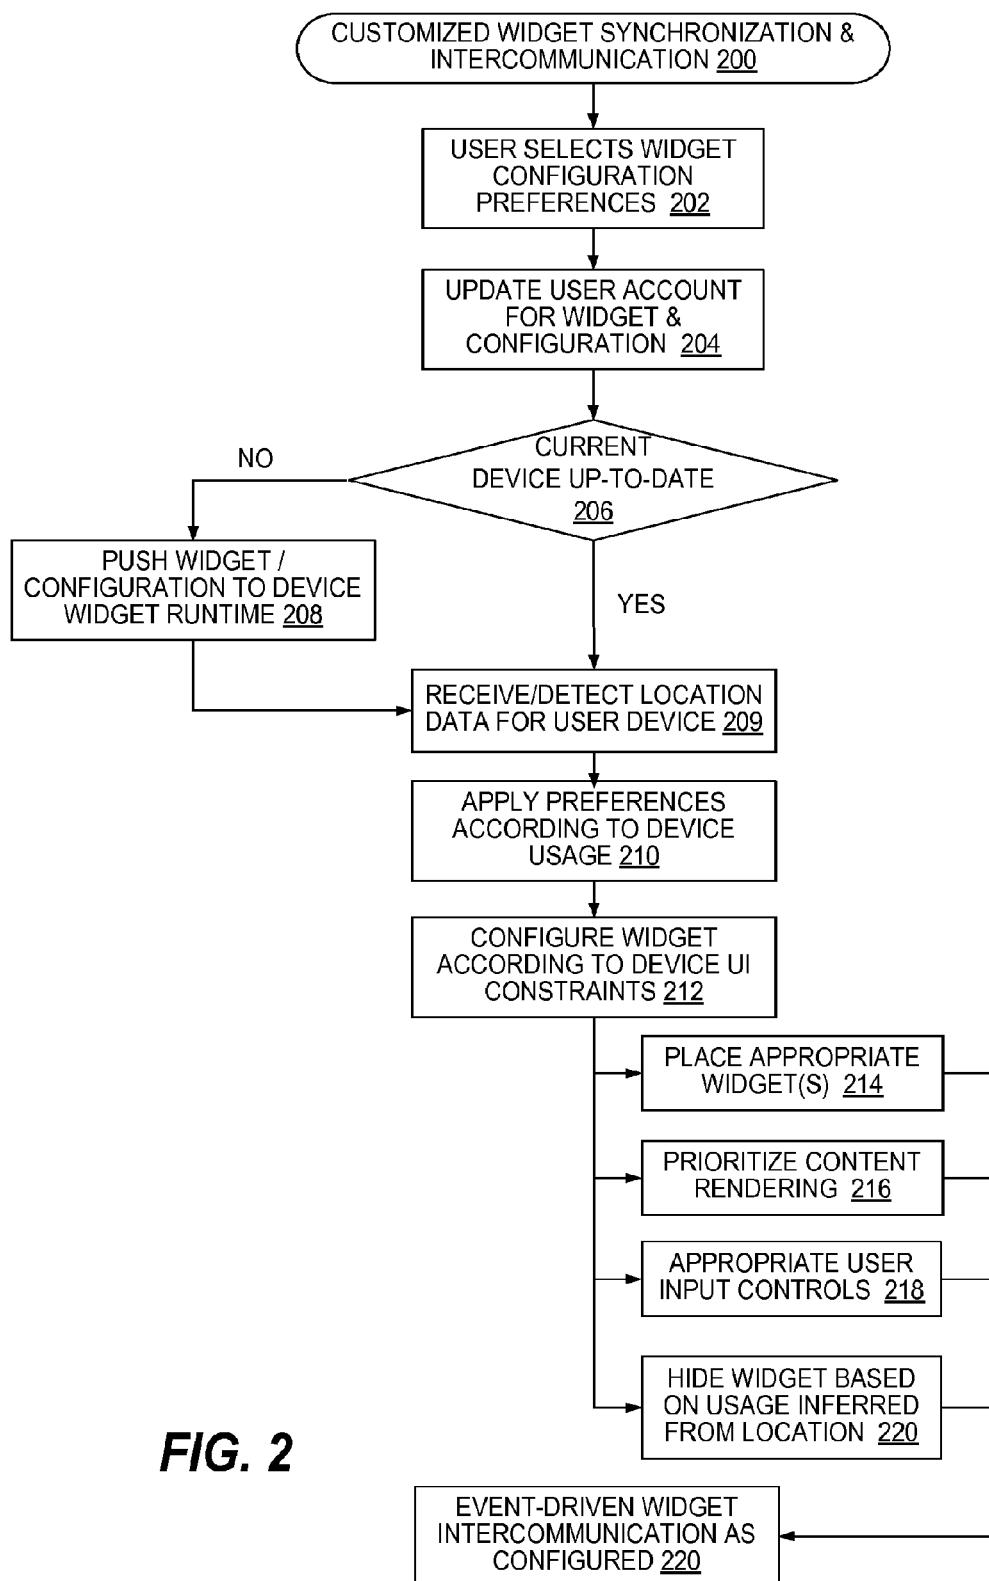 CUSTOMIZED WIDGET SYNCHRONIZATION &
INTERCOMMUNICATION 200
USER SELECTS WIDGET
CONFIGURATION
PREFERENCES 202
UPDATE USER ACCOUNT
FOR WIDGET &
CONFIGURATION 204
CURRENT
DEVICE UP-TO-DATE
206
NO
PUSH WIDGET /
CONFIGURATION TO DEVICE
WIDGET RUNTIME 208
YES
RECEIVE/DETECT LOCATION
DATA FOR USER DEVICE 209
APPLY PREFERENCES
ACCORDING TO DEVICE
USAGE 210
CONFIGURE WIDGET
ACCORDING TO DEVICE UI
CONSTRAINTS 212
PLACE APPROPRIATE
WIDGET(S) 214
PRIORITIZE CONTENT
RENDERING 216
APPROPRIATE USER
INPUT CONTROLS 218
HIDE WIDGET BASED
ON USAGE INFERRED
FROM LOCATION 220
FIG. 2
EVENT-DRIVEN WIDGET
INTERCOMMUNICATION AS
CONFIGURED 220